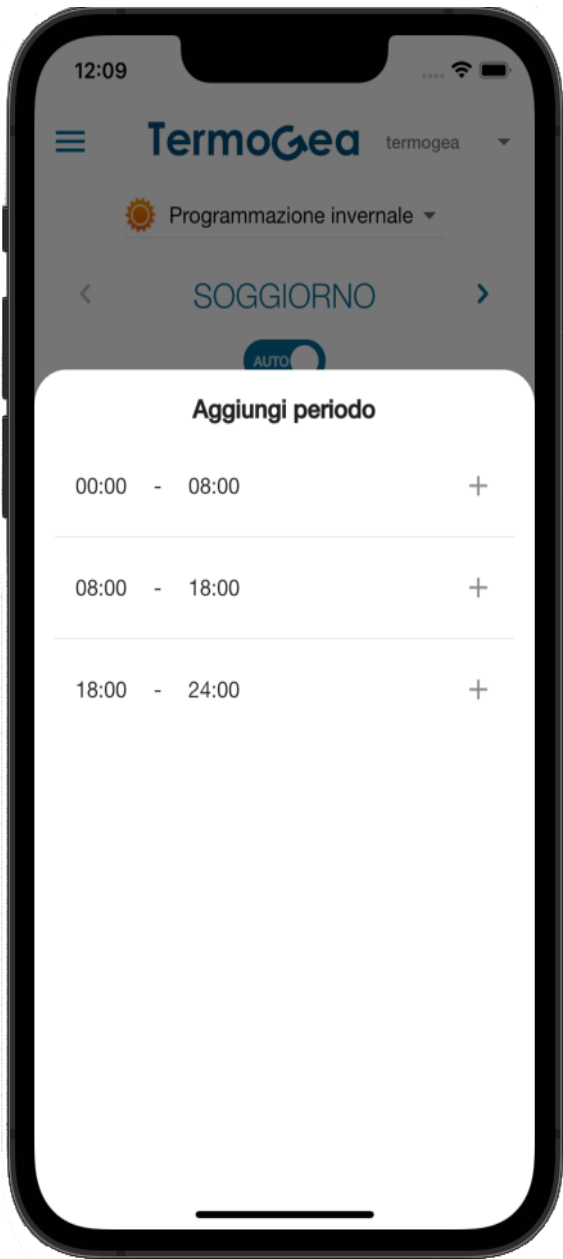 12:09
TermoGea termogea
Programmazione invernale
SOGGIORNO
AUTO
Aggiungi periodo
00:00 - 08:00 +
08:00 - 18:00 +
18:00 - 24:00 +